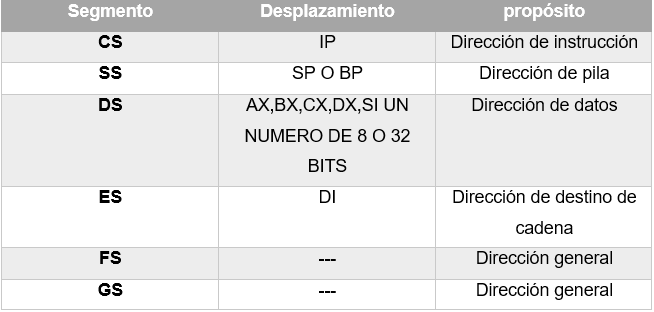 Segmento Desplazamiento propósito
CS IP Dirección de instrucción
SS SP O BP Dirección de pila
DS AX,BX,CX,DX,SI UN Dirección de datos
NUMERO DE 8 O 32
BITS
ES DI Dirección de destino de
cadena
FS --- Dirección general
GS --- Dirección general